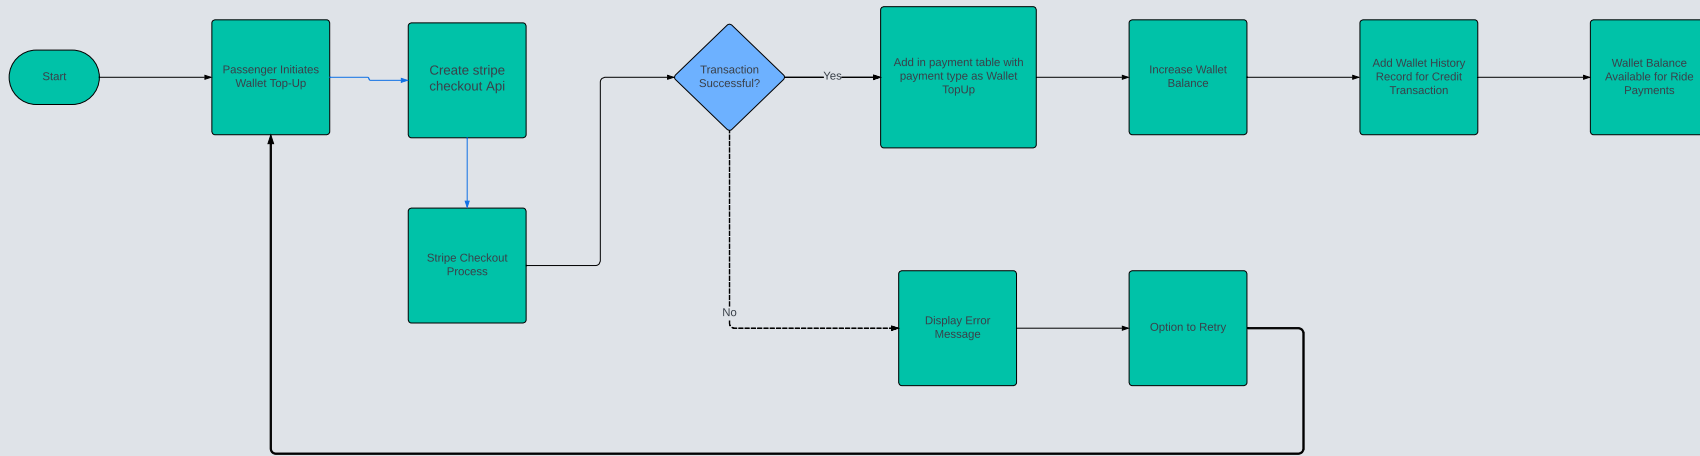 Start
Passenger Initiates
Wallet Top-Up
Create stripe
checkout Api
Transaction
Successful?
Yes
Add in payment table with
payment type as Wallet
TopUp
Increase Wallet
Balance
Add Wallet History
Record for Credit
Transaction
Wallet Balance
Available for Ride
Payments
Stripe Checkout
Process
No
Display Error
Message
Option to Retry